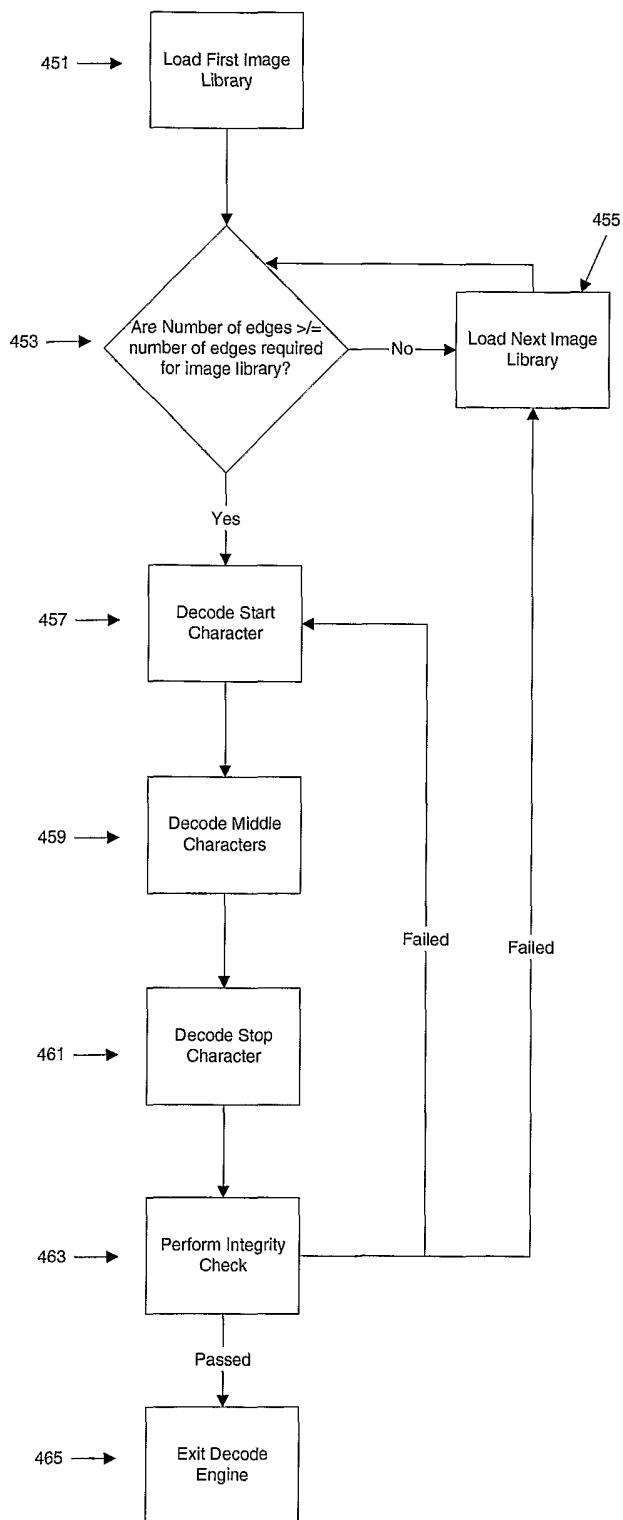 451
Load First Image
Library
455
453
Are Number of edges >/=
number of edges required
for image library?
No
Load Next Image
Library
Yes
457
Decode Start
Character
459
Decode Middle
Characters
Failed
Failed
461
Decode Stop
Character
463
Perform Integrity
Check
Passed
465
Exit Decode
Engine